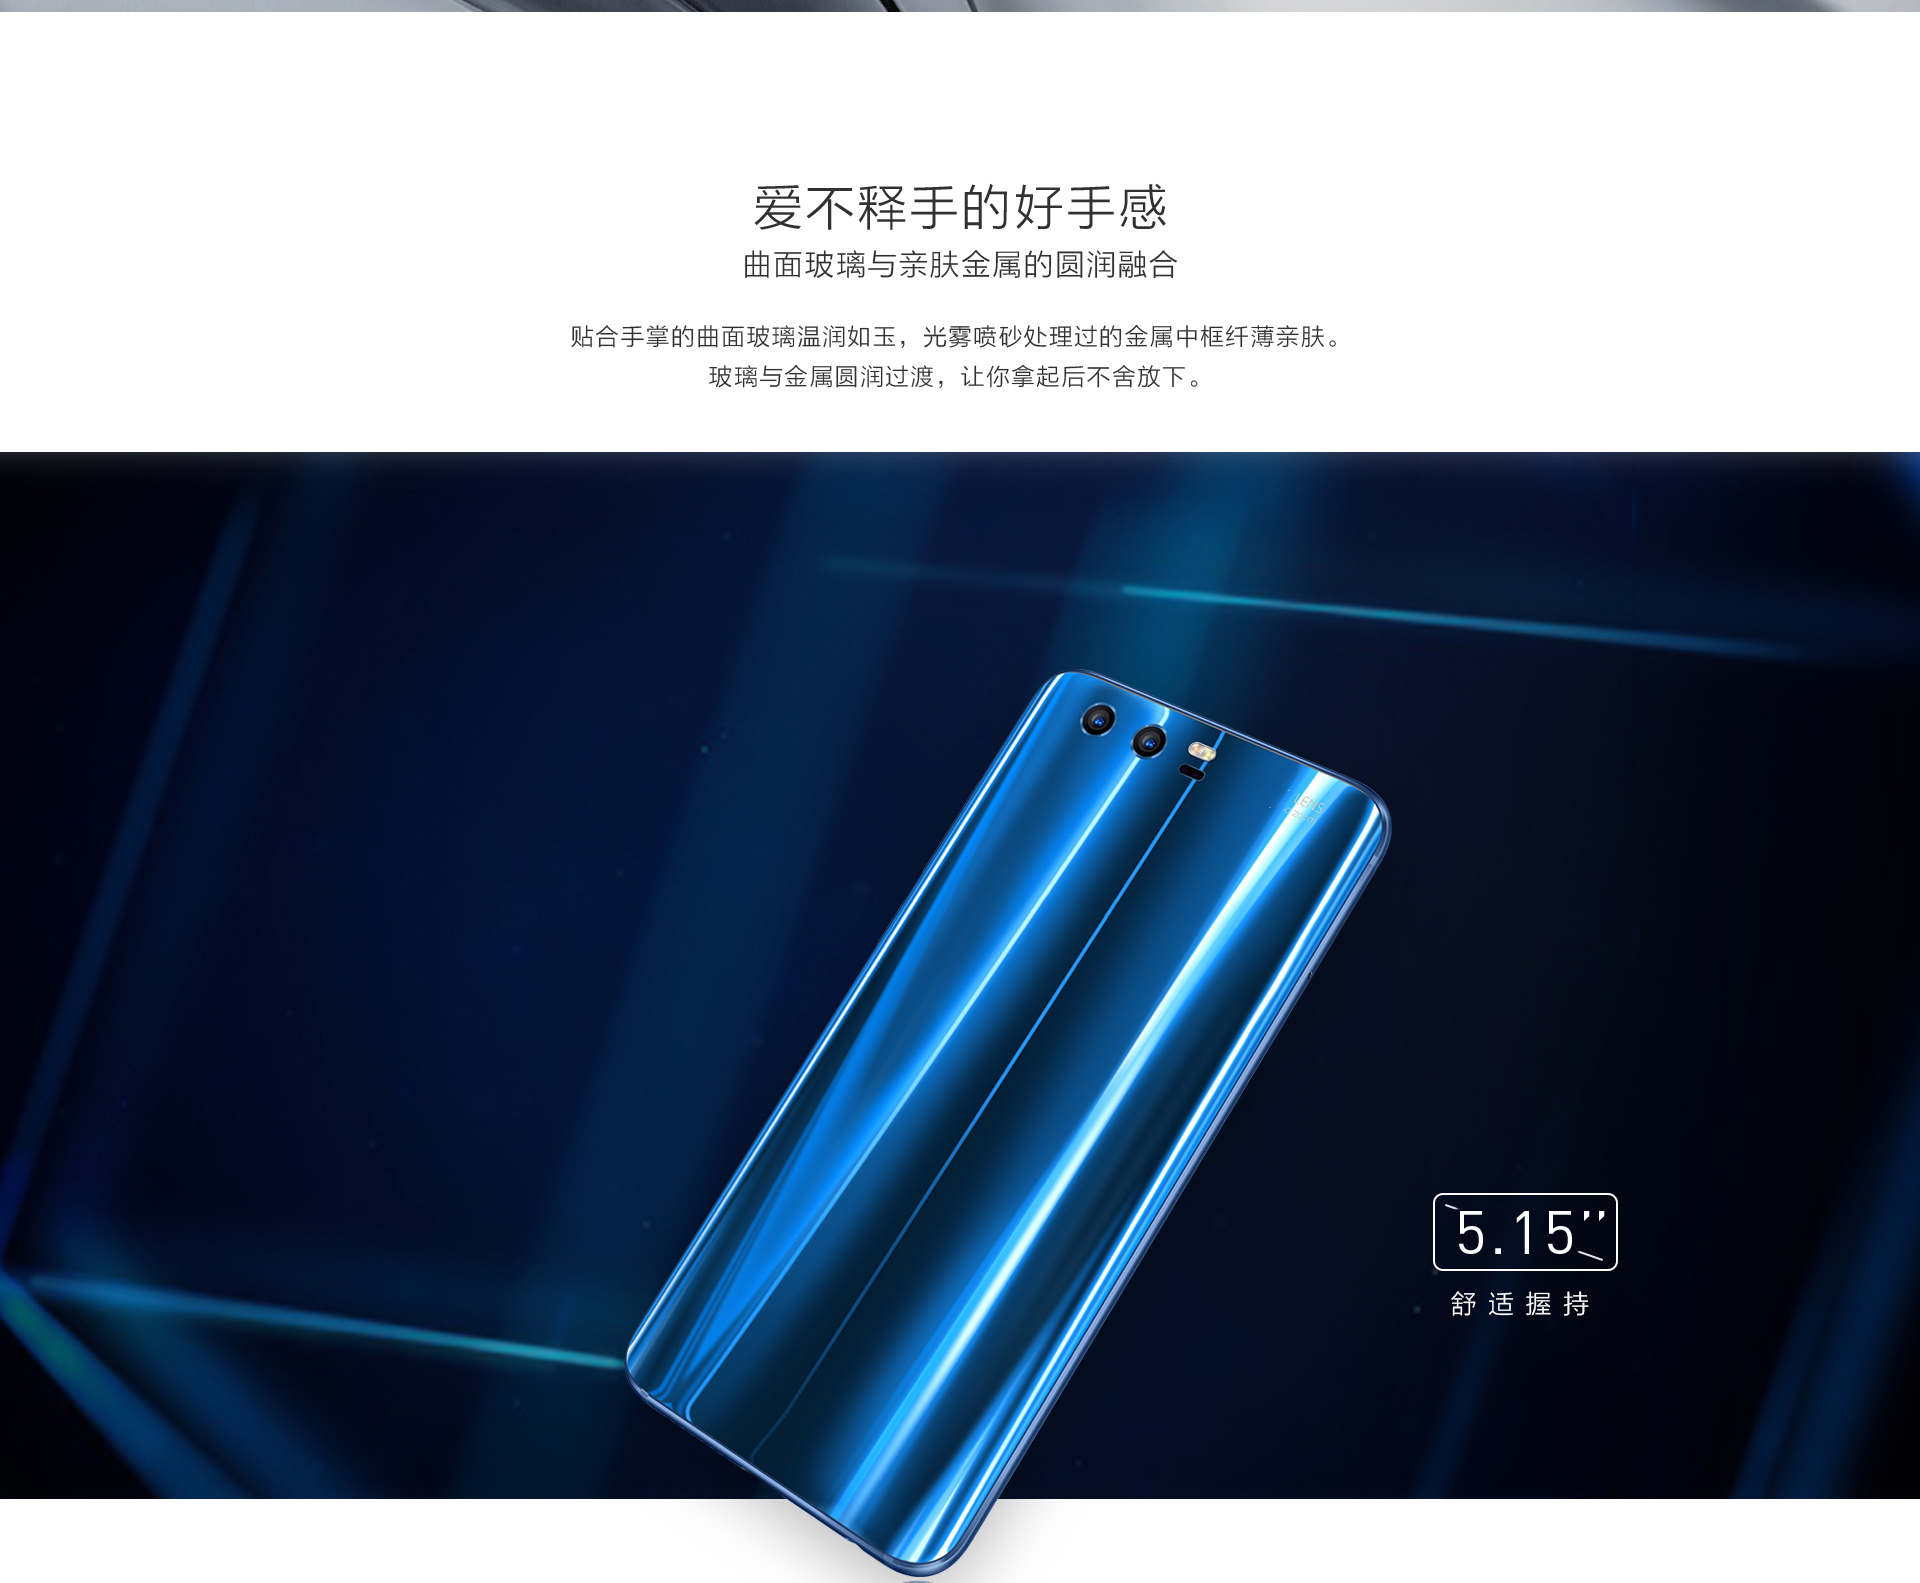 爱不释手的好手感
曲面玻璃与亲肤金属的圆润融合
贴合手掌的曲面玻璃温润如玉，光雾喷砂处理过的金属中框纤薄亲肤。
玻璃与金属圆润过渡，让你拿起后不舍放下。
LENS
5.15’’
舒适握持